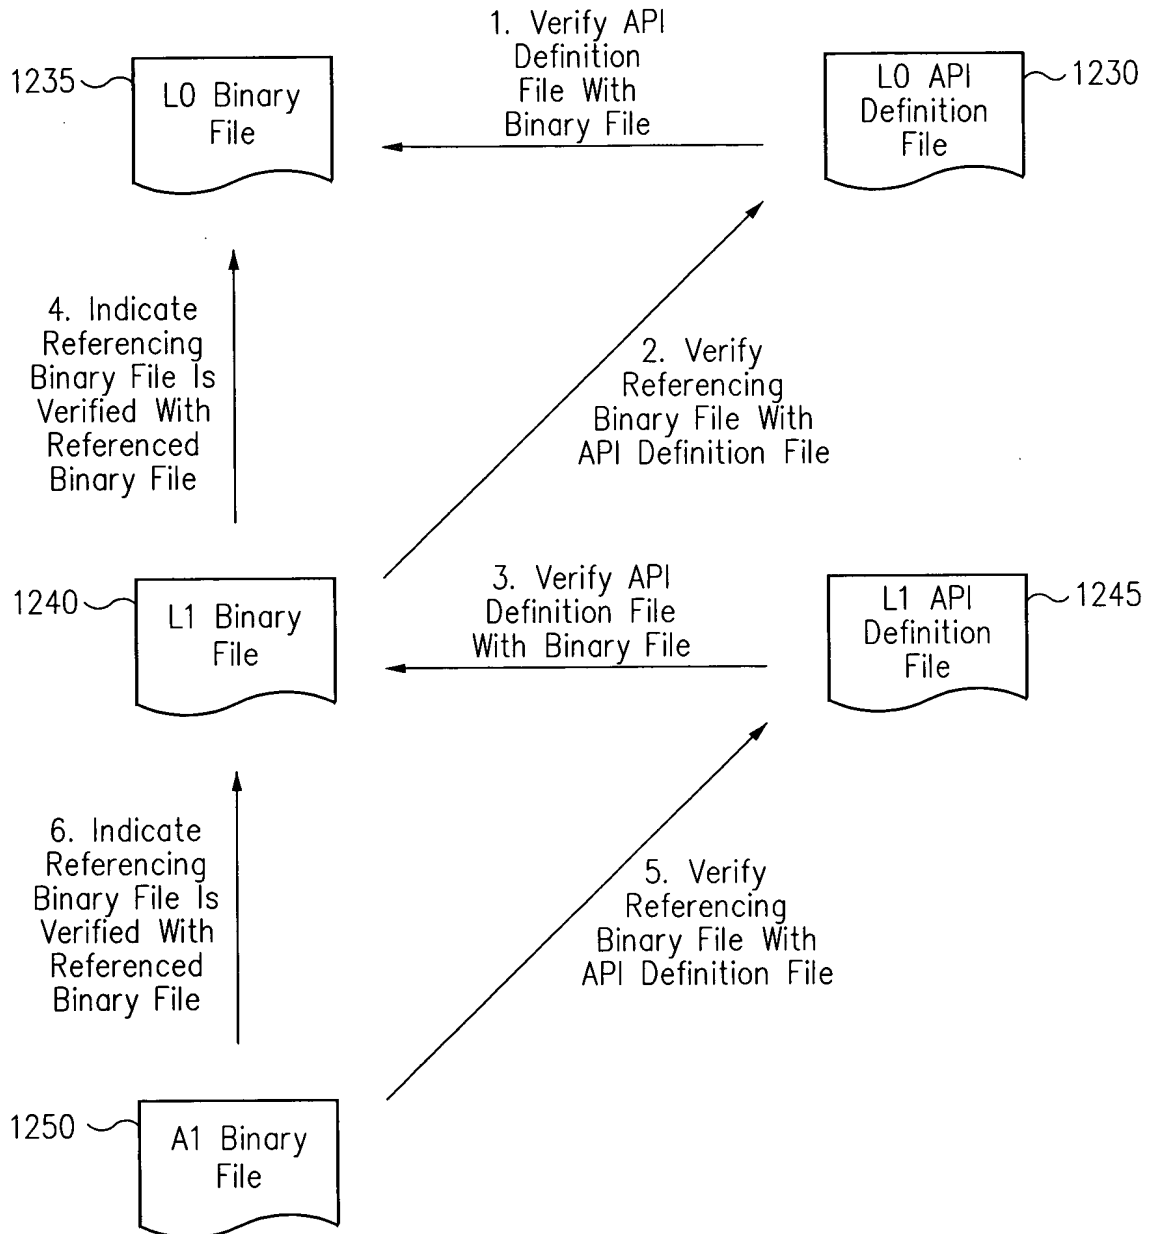 1. Verify API
Definition
File With
Binary File
1235
L0 Binary
File
L0 API
Definition
File
1230
4. Indicate
Referencing
Binary File Is
Verified With
Referenced
Binary File
2. Verify
Referencing
Binary File With
API Definition File
1240
L1 Binary
File
3. Verify API
Definition File
With Binary File
L1 API
Definition
File
1245
6. Indicate
Referencing
Binary File Is
Verified With
Referenced
Binary File
5. Verify
Referencing
Binary File With
API Definition File
1250
A1 Binary
File